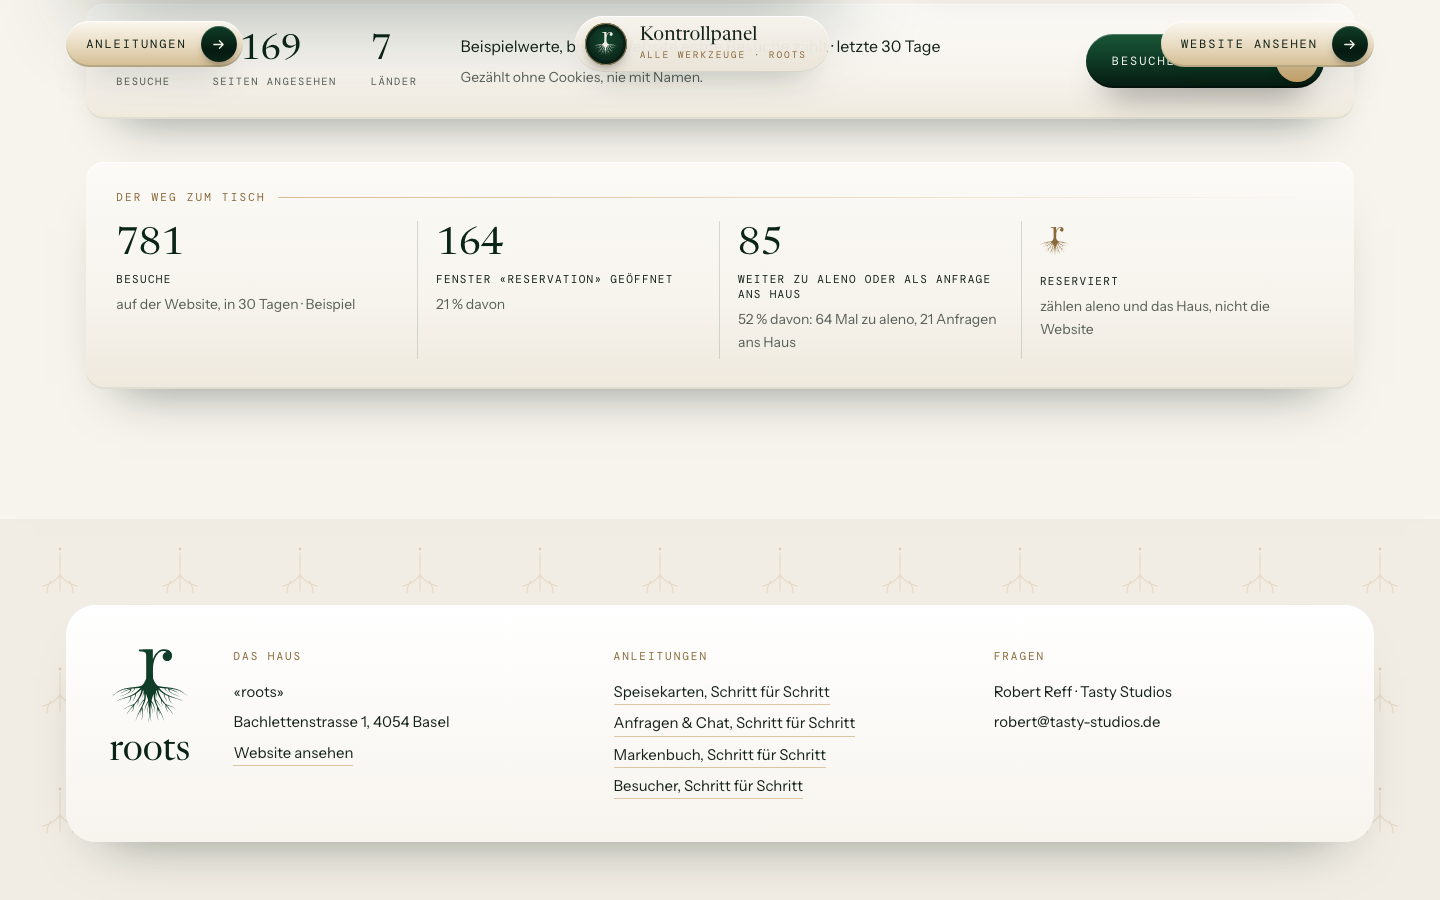 ANLEITUNGEN
Kontrollpanel
ALLE WERKZEUGE · ROOTS
WEBSITE ANSEHEN
169
7
Beispielwerte, b
· letzte 30 Tage
BESUCHE
SEITEN ANGESEHEN
LÄNDER
Gezählt ohne Cookies, nie mit Namen.
DER WEG ZUM TISCH
781
BESUCHE
auf der Website, in 30 Tagen · Beispiel
164
FENSTER «RESERVATION» GEÖFFNET
21 % davon
85
WEITER ZU ALENO ODER ALS ANFRAGE
ANS HAUS
52 % davon: 64 Mal zu aleno, 21 Anfragen
ans Haus
r
RESERVIERT
zählen aleno und das Haus, nicht die
Website
r
roots
DAS HAUS
«roots»
Bachlettenstrasse 1, 4054 Basel
Website ansehen
ANLEITUNGEN
Speisekarten, Schritt für Schritt
Anfragen & Chat, Schritt für Schritt
Markenbuch, Schritt für Schritt
Besucher, Schritt für Schritt
FRAGEN
Robert Reff · Tasty Studios
robert@tasty-studios.de